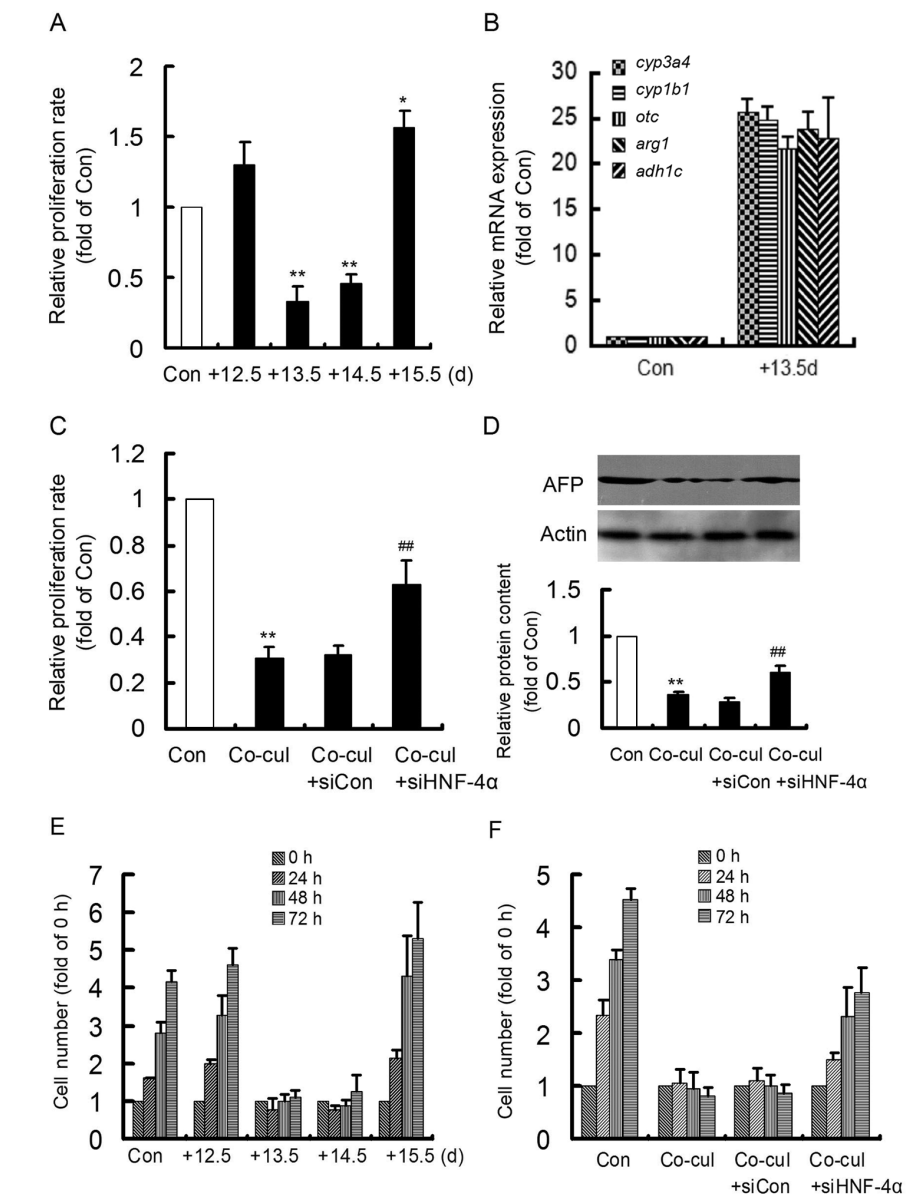 A
Relative proliferation rate
(fold of Con)
2
1.5
1
0.5
0
*
**
**
Con +12.5 +13.5 +14.5 +15.5 (d)
B
Relative mRNA expression
(fold of Con)
cyp3a4
cyp1b1
otc
arg1
adh1c
30
25
20
25
10
5
0
Con
+13.5d
C
Relative proliferation rate
(fold of Con)
1.2
1
0.8
0.6
0.4
0.2
0
**
##
Con
Co-cul
Co-cul
+siCon
Co-cul
+siHNF-4α
D
AFP
Actin
Relative protein content
(fold of Con)
1.5
1
0.5
0
**
##
Con Co-cul Co-cul Co-cul
+siCon +siHNF-4α
E
Cell number (fold of 0 h)
0 h
24 h
48 h
72 h
7
6
5
4
3
2
1
0
Con +12.5 +13.5 +14.5 +15.5 (d)
F
Cell number (fold of 0 h)
0 h
24 h
48 h
72 h
5
4
3
2
1
0
Con
Co-cul
Co-cul
+siCon
Co-cul
+siHNF-4α